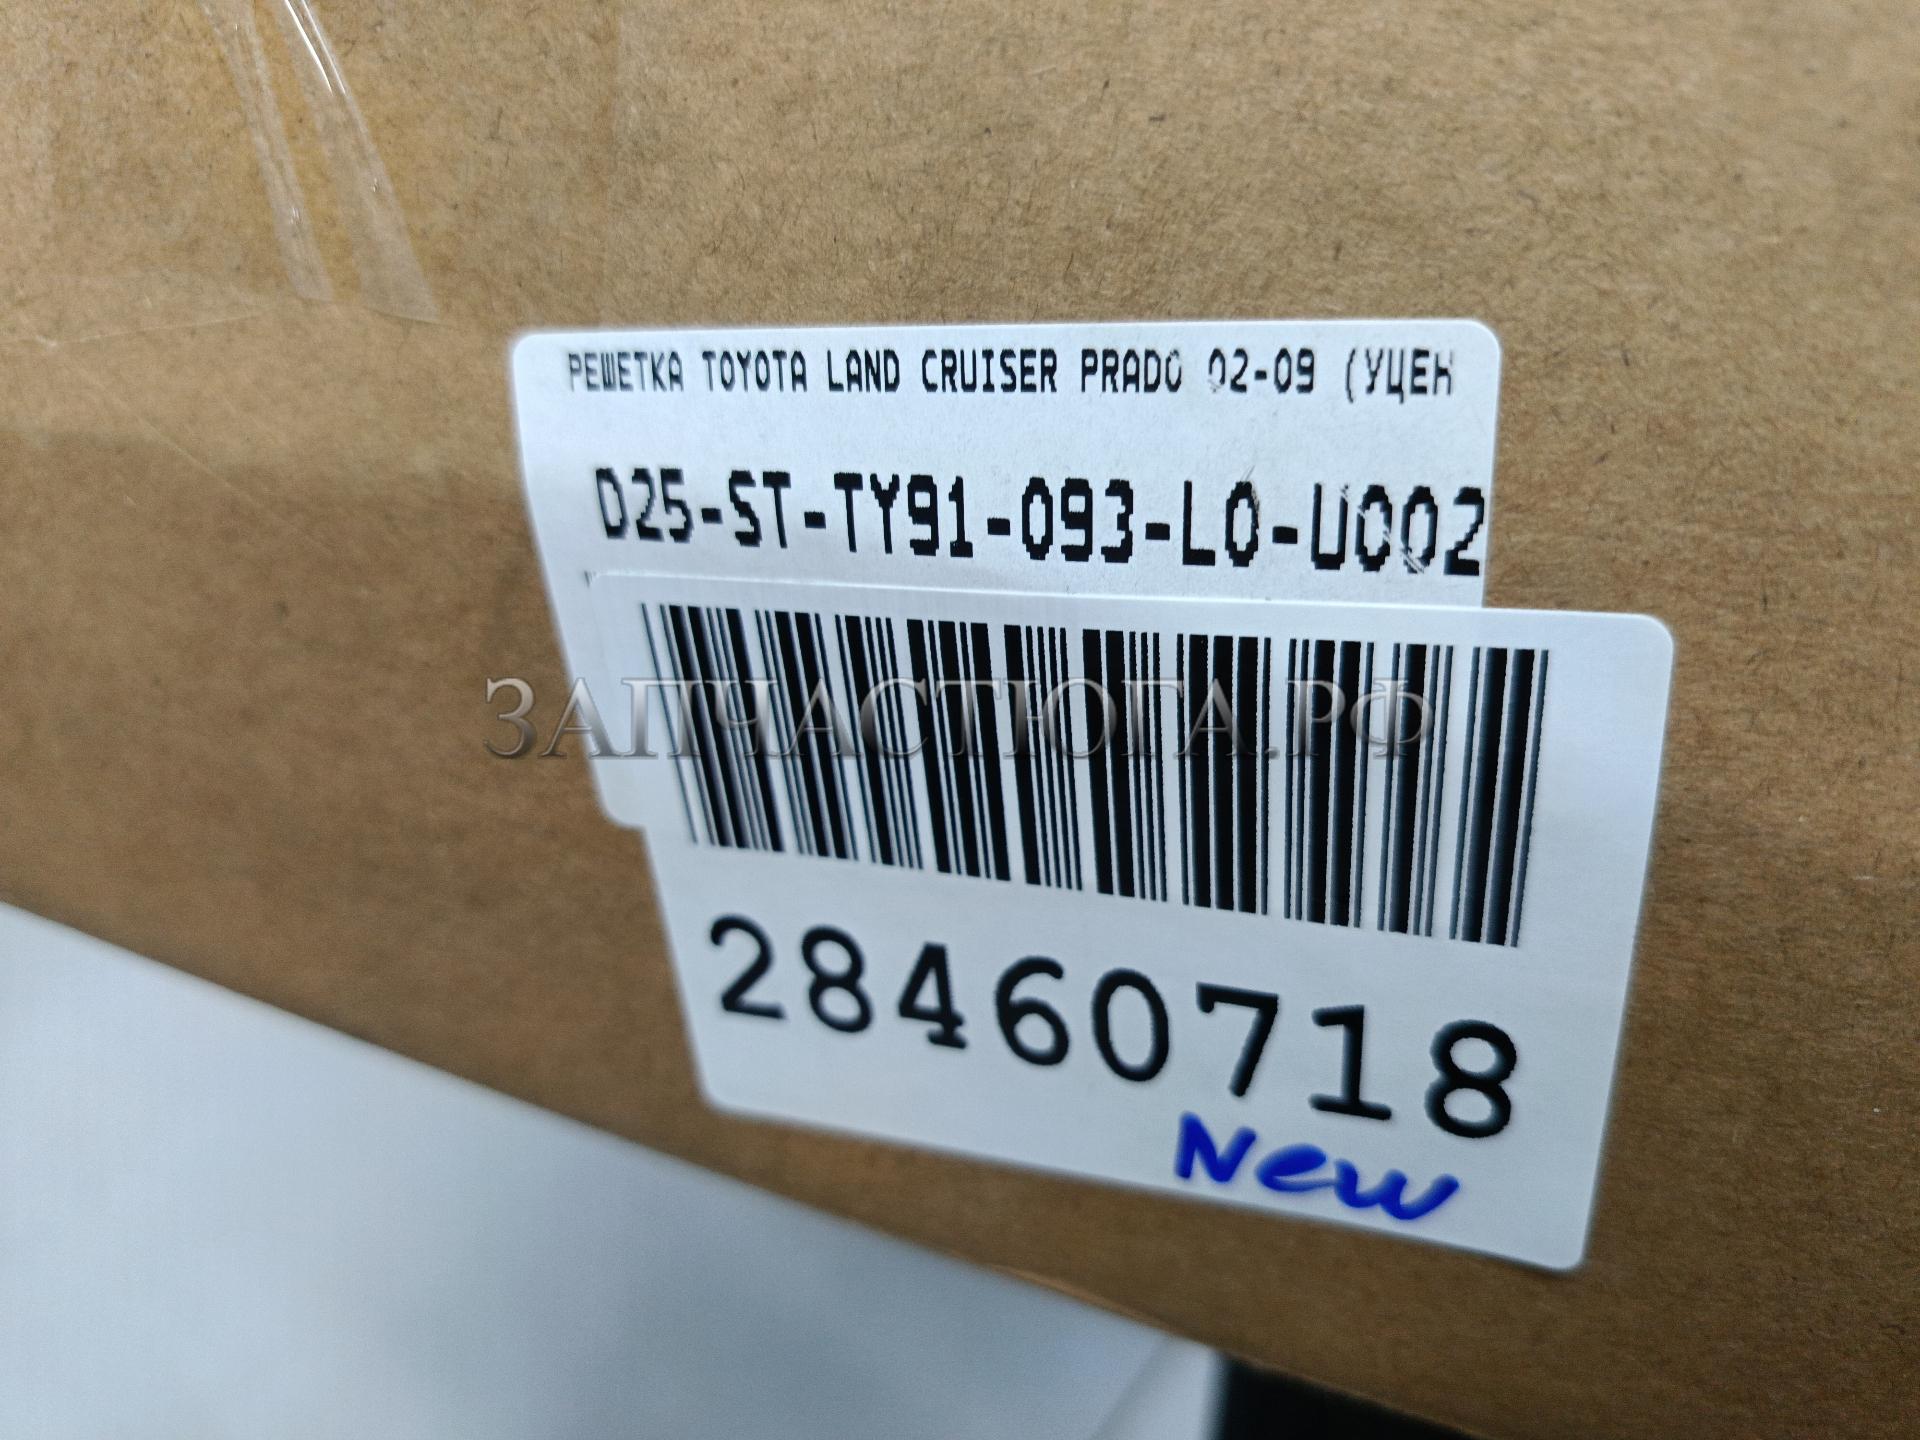 РЕШЕТКА TOYOTA LAND CRUISER PRADO 02-09 (УЦЕН
D25-ST-TY91-093-L0-U002
ЗАПЧАСТЮГА.РФ
28460718
New